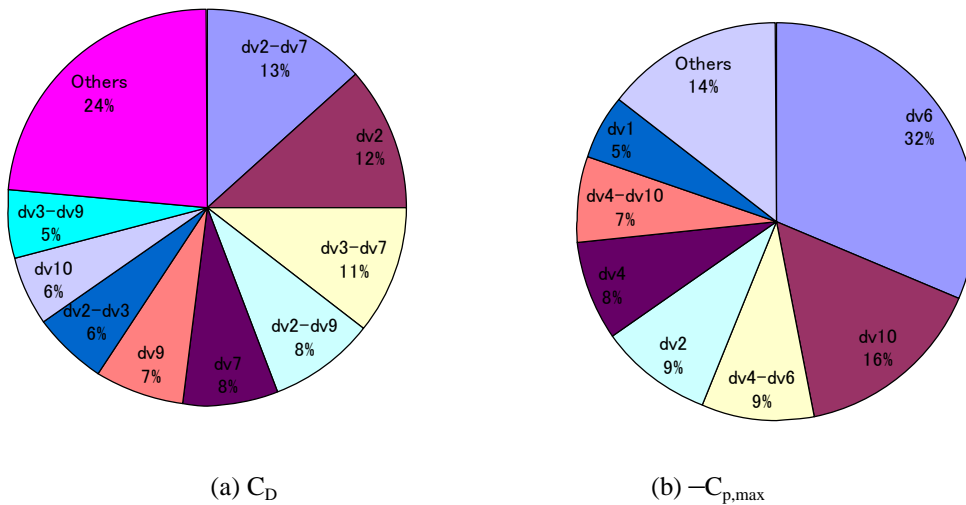 dv2-dv7
13%
dv2
12%
dv3-dv7
11%
dv2-dv9
8%
dv7
8%
dv9
7%
dv2-dv3
6%
dv10
6%
dv3-dv9
5%
Others
24%
(a) C_D
dv6
32%
dv10
16%
dv4-dv6
9%
dv2
9%
dv4
8%
dv4-dv10
7%
dv1
5%
Others
14%
(b) –C_p,max